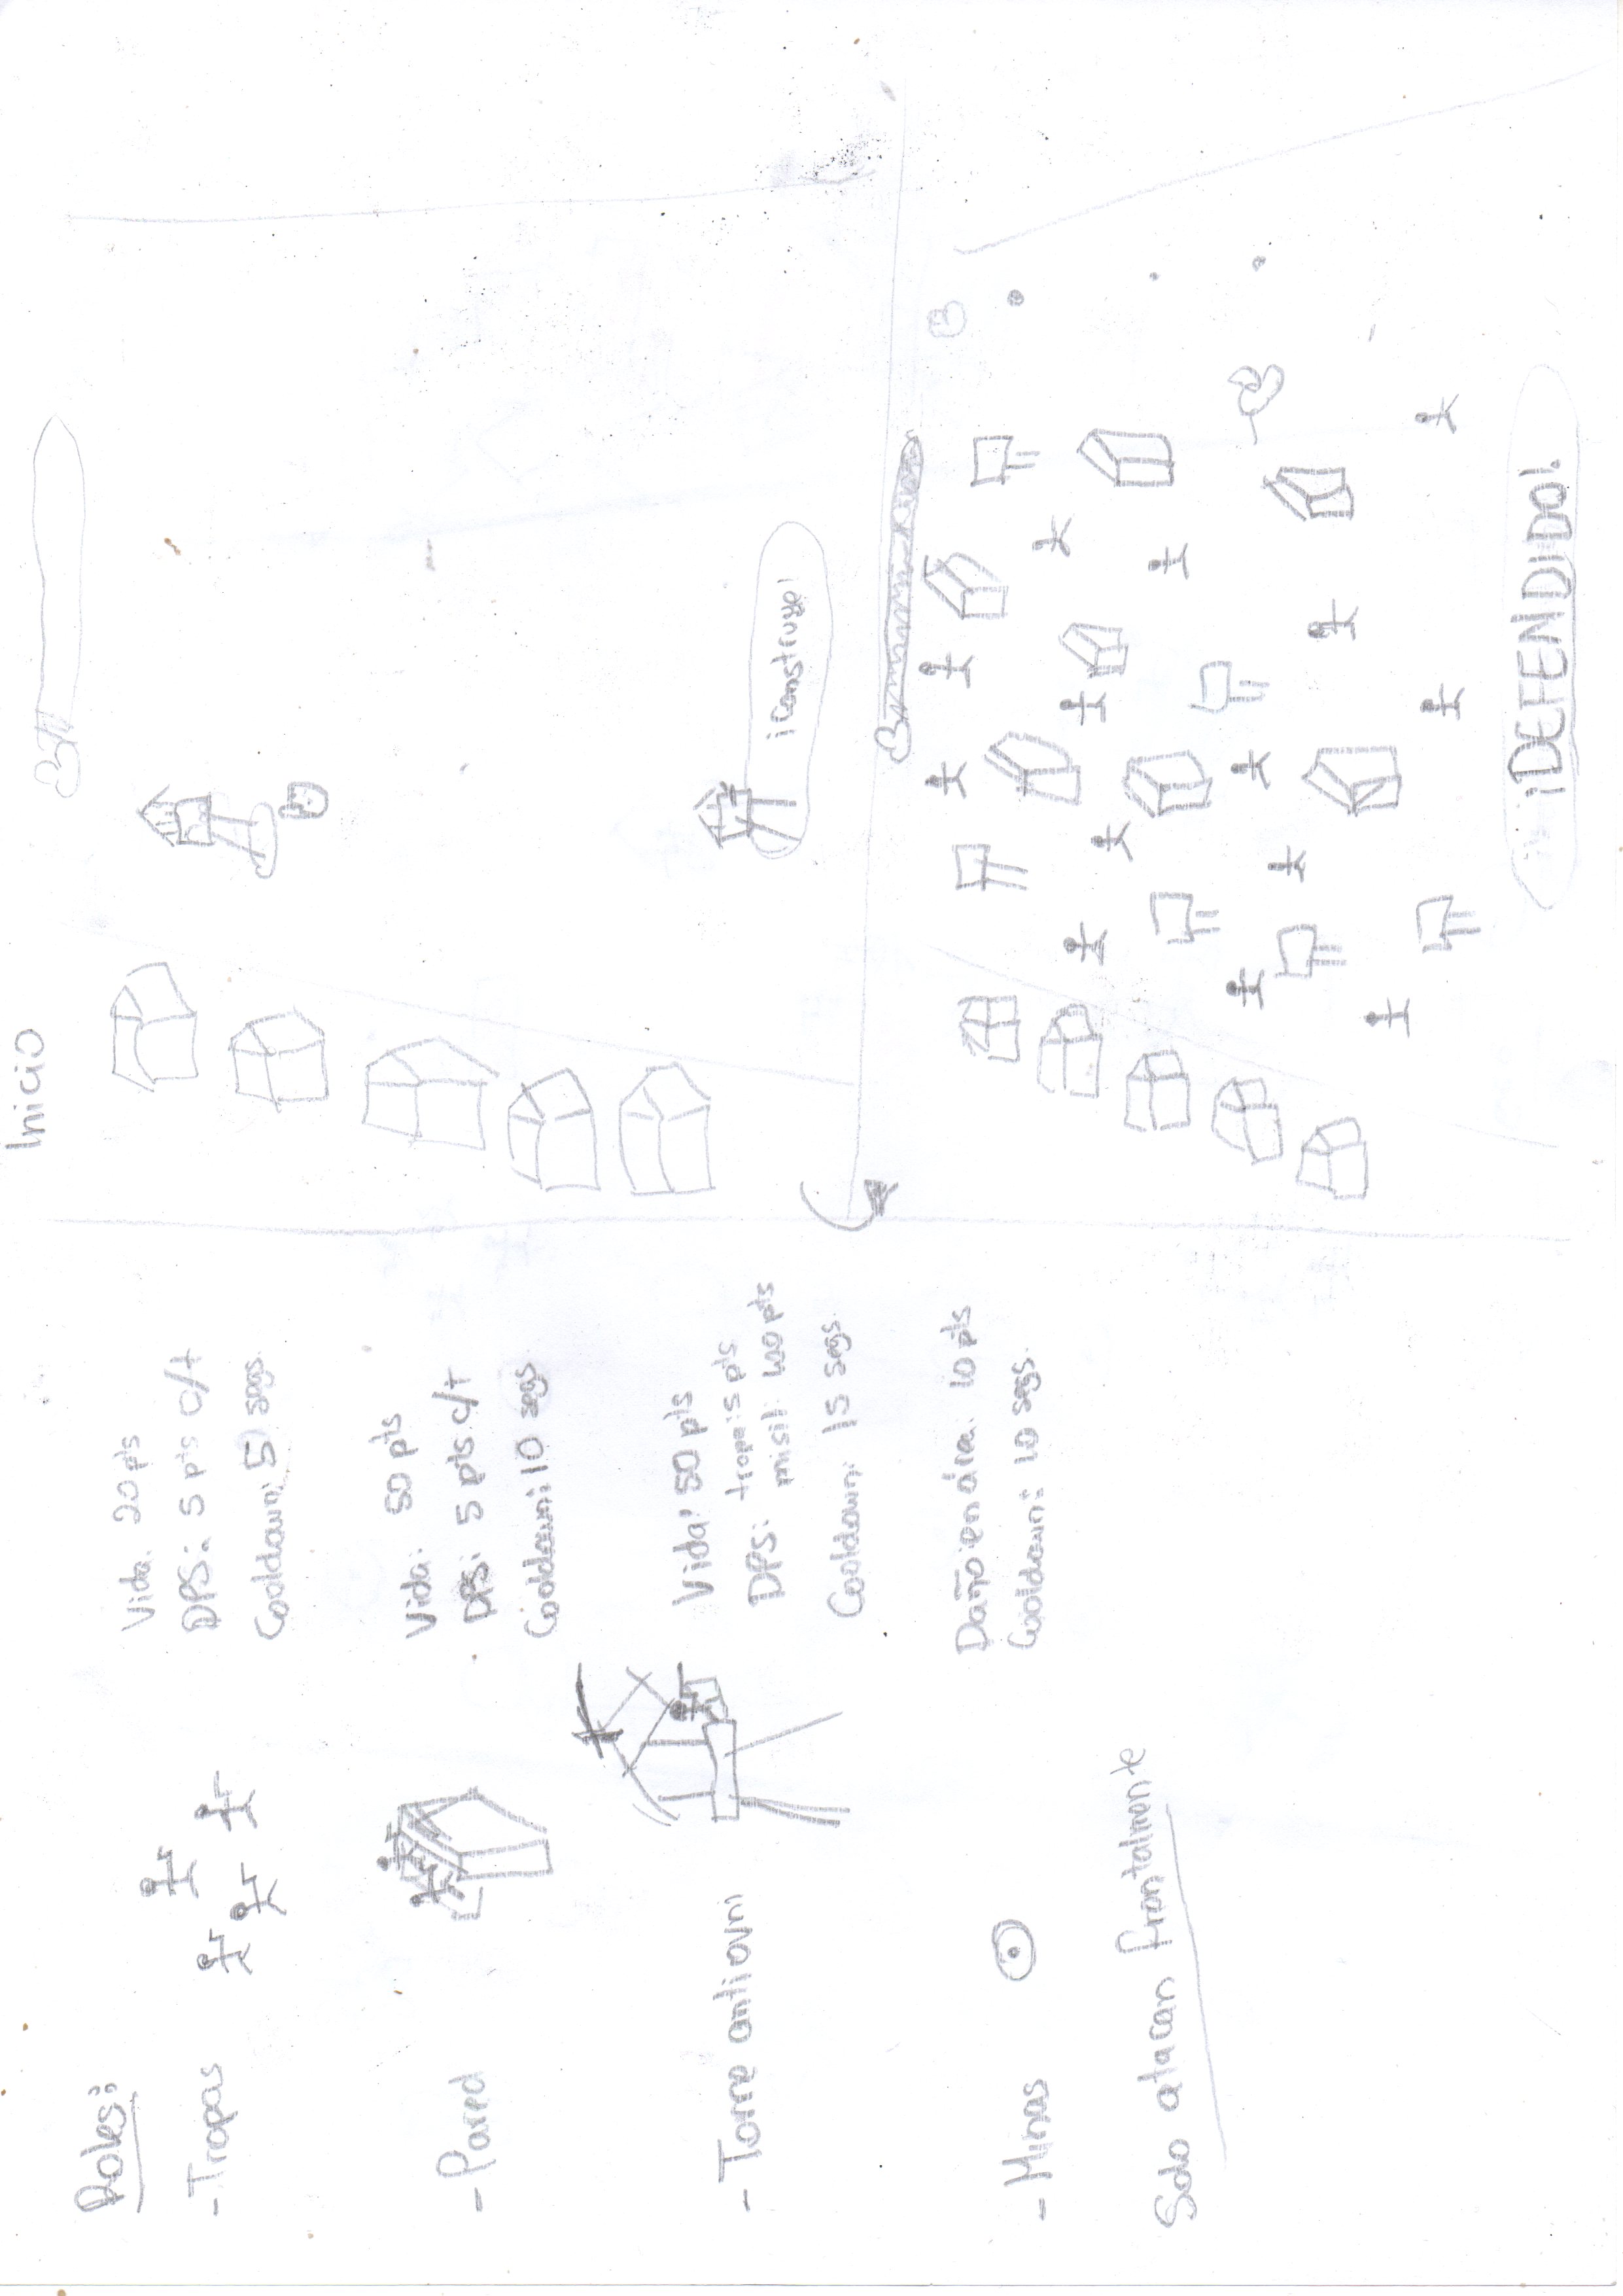 Roles:
-Tropas
Vida: 20 pts
DPS: 5 pts c/t
Cooldown: 5 segs.
-Pared
Vida: 50 pts
DPS: 5 pts c/t
Cooldown: 10 segs
-Torre antiovni
Vida: 50 pts
DPS: tropa: 5 pts
misil: 100 pts
Cooldown: 15 segs.
-Minas
Daño en área: 10 pts
Cooldown: 10 segs.
Solo atacan frontalmente
Inicio
¡Construye!
¡DEFENDIDO!